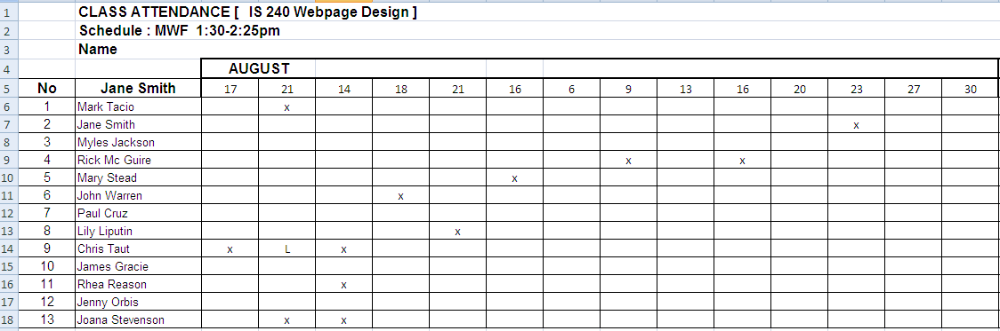 1 CLASS ATTENDANCE [ IS 240 Webpage Design ]
2 Schedule : MWF 1:30-2:25pm
3 Name
4 AUGUST
5 No Jane Smith 17 21 14 18 21 16 6 9 13 16 20 23 27 30
6 1 Mark Tacio x
7 2 Jane Smith x
8 3 Myles Jackson
9 4 Rick Mc Guire x x
10 5 Mary Stead x
11 6 John Warren x
12 7 Paul Cruz
13 8 Lily Liputin x
14 9 Chris Taut x L x
15 10 James Gracie
16 11 Rhea Reason x
17 12 Jenny Orbis
18 13 Joana Stevenson x x